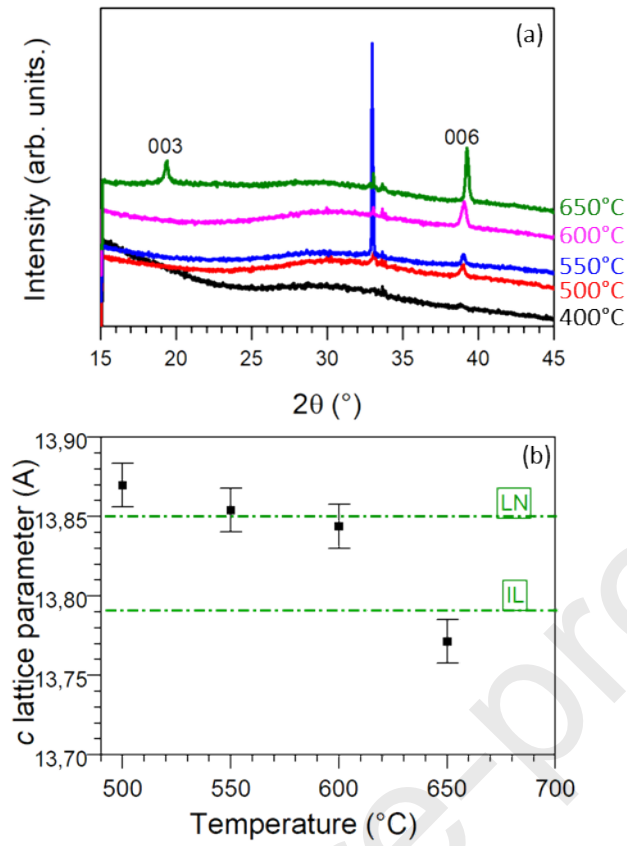 (a)
003
006
Intensity (arb. units.)
650°C
600°C
550°C
500°C
400°C
15 20 25 30 35 40 45
2θ (°)
(b)
13,90
13,85
13,80
13,75
13,70
c lattice parameter (A)
LN
IL
500 550 600 650 700
Temperature (°C)